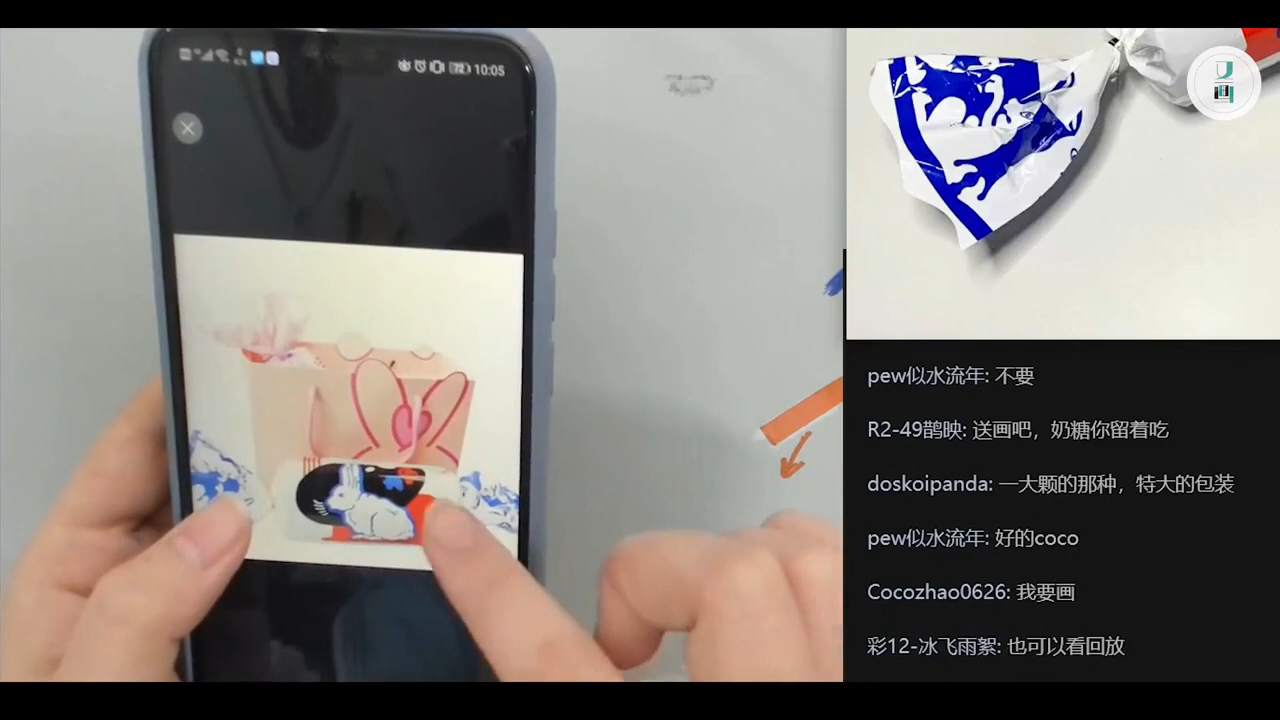 10:05
pew似水流年: 不要
R2-49鹊映: 送画吧，奶糖你留着吃
doskoipanda: 一大颗的那种，特大的包装
pew似水流年: 好的coco
Cocozhao0626: 我要画
彩12-冰飞雨絮: 也可以看回放